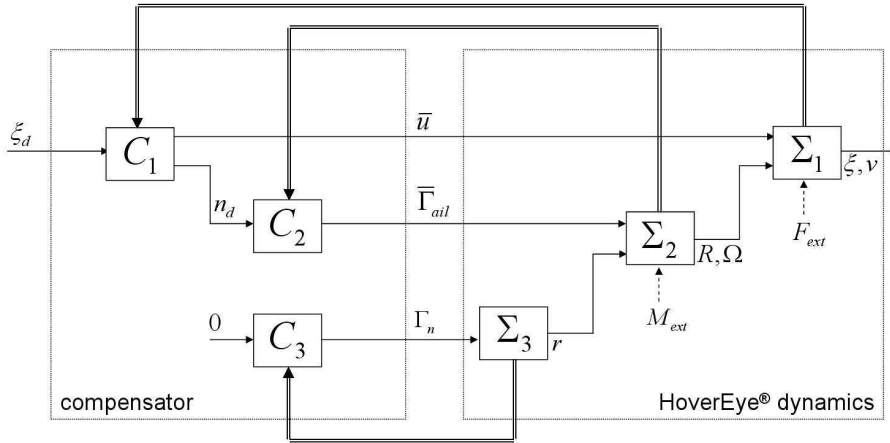 ξ_d
C_1
u̅
Σ_1
ξ, v
n_d
C_2
Γ̅_ail
Σ_2
R, Ω
F_ext
M_ext
0
C_3
Γ_n
Σ_3
r
compensator
HoverEye® dynamics